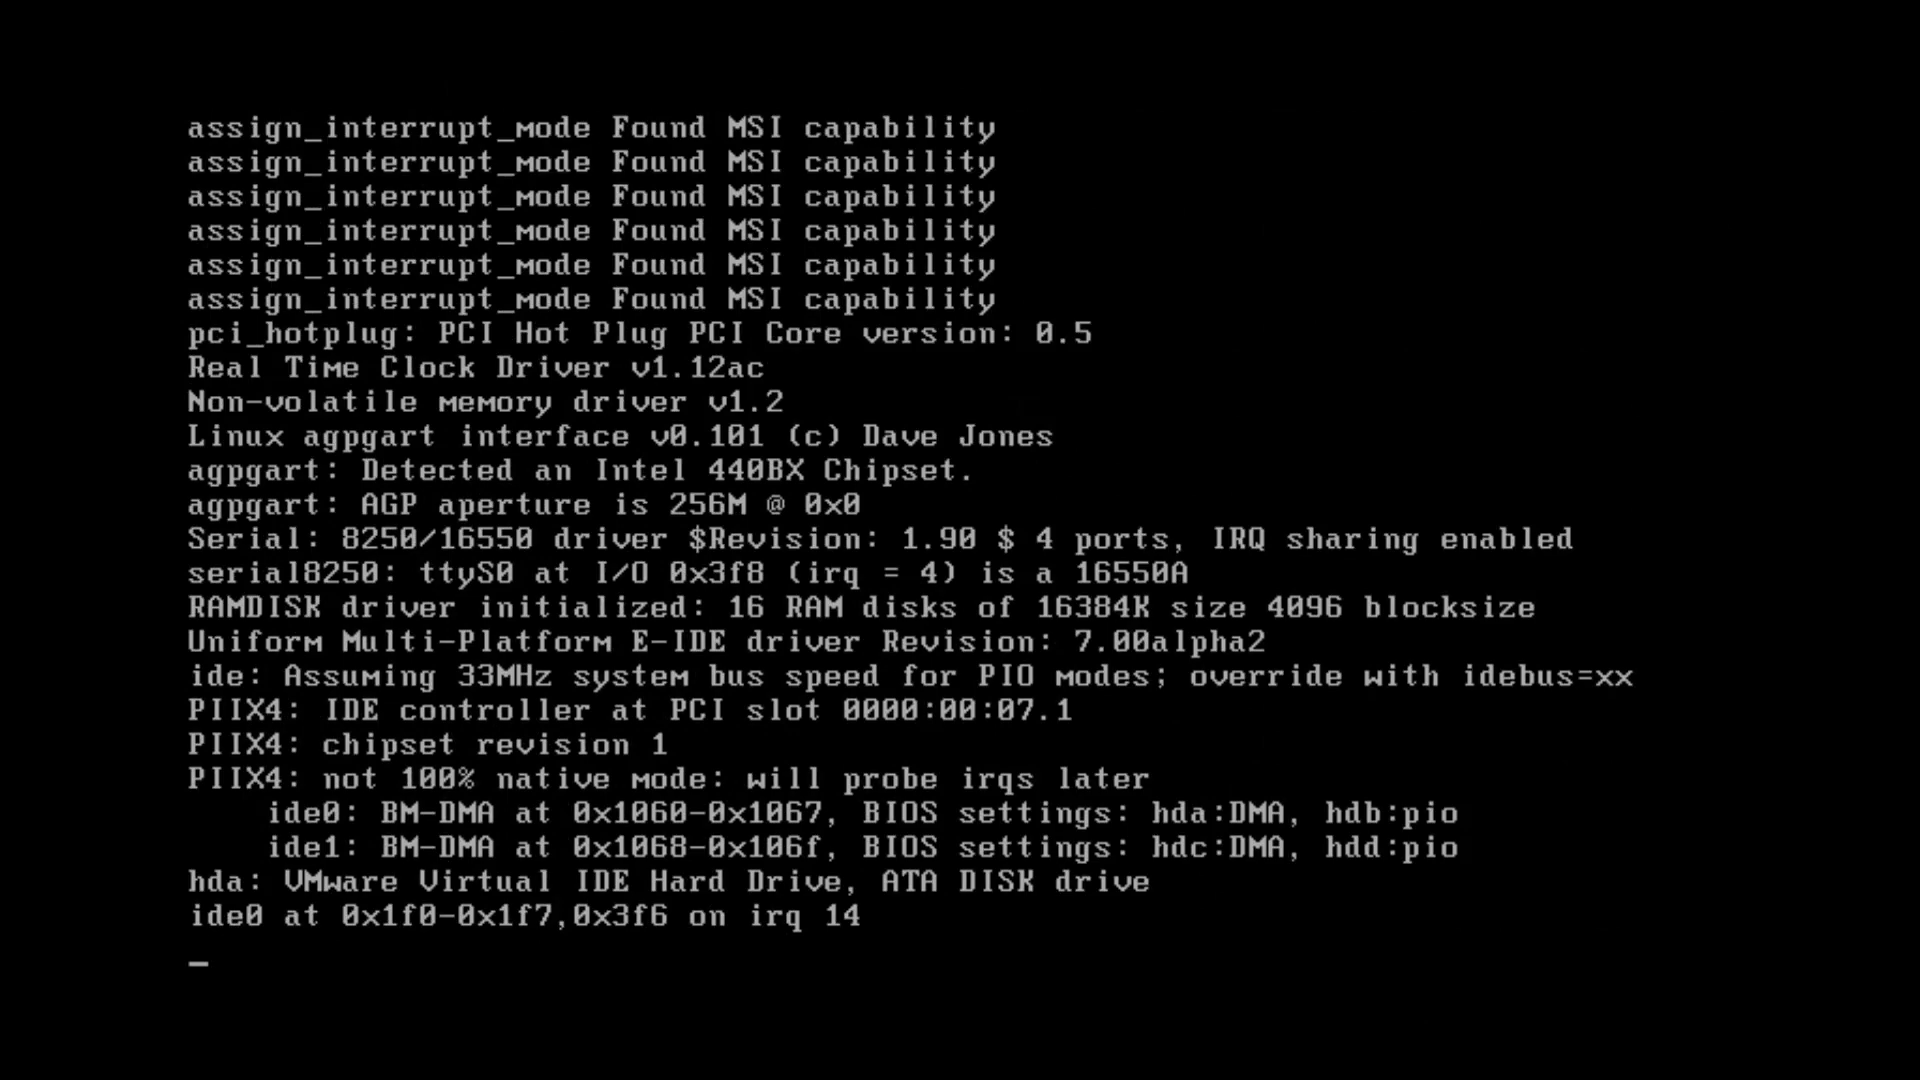 assign_interrupt_mode Found MSI capability
assign_interrupt_mode Found MSI capability
assign_interrupt_mode Found MSI capability
assign_interrupt_mode Found MSI capability
assign_interrupt_mode Found MSI capability
assign_interrupt_mode Found MSI capability
pci_hotplug: PCI Hot Plug PCI Core version: 0.5
Real Time Clock Driver v1.12ac
Non-volatile memory driver v1.2
Linux agpgart interface v0.101 (c) Dave Jones
agpgart: Detected an Intel 440BX Chipset.
agpgart: AGP aperture is 256M @ 0x0
Serial: 8250/16550 driver $Revision: 1.90 $ 4 ports, IRQ sharing enabled
serial8250: ttyS0 at I/O 0x3f8 (irq = 4) is a 16550A
RAMDISK driver initialized: 16 RAM disks of 16384K size 4096 blocksize
Uniform Multi-Platform E-IDE driver Revision: 7.00alpha2
ide: Assuming 33MHz system bus speed for PIO modes; override with idebus=xx
PIIX4: IDE controller at PCI slot 0000:00:07.1
PIIX4: chipset revision 1
PIIX4: not 100% native mode: will probe irqs later
    ide0: BM-DMA at 0x1060-0x1067, BIOS settings: hda:DMA, hdb:pio
    ide1: BM-DMA at 0x1068-0x106f, BIOS settings: hdc:DMA, hdd:pio
hda: VMware Virtual IDE Hard Drive, ATA DISK drive
ide0 at 0x1f0-0x1f7,0x3f6 on irq 14
_